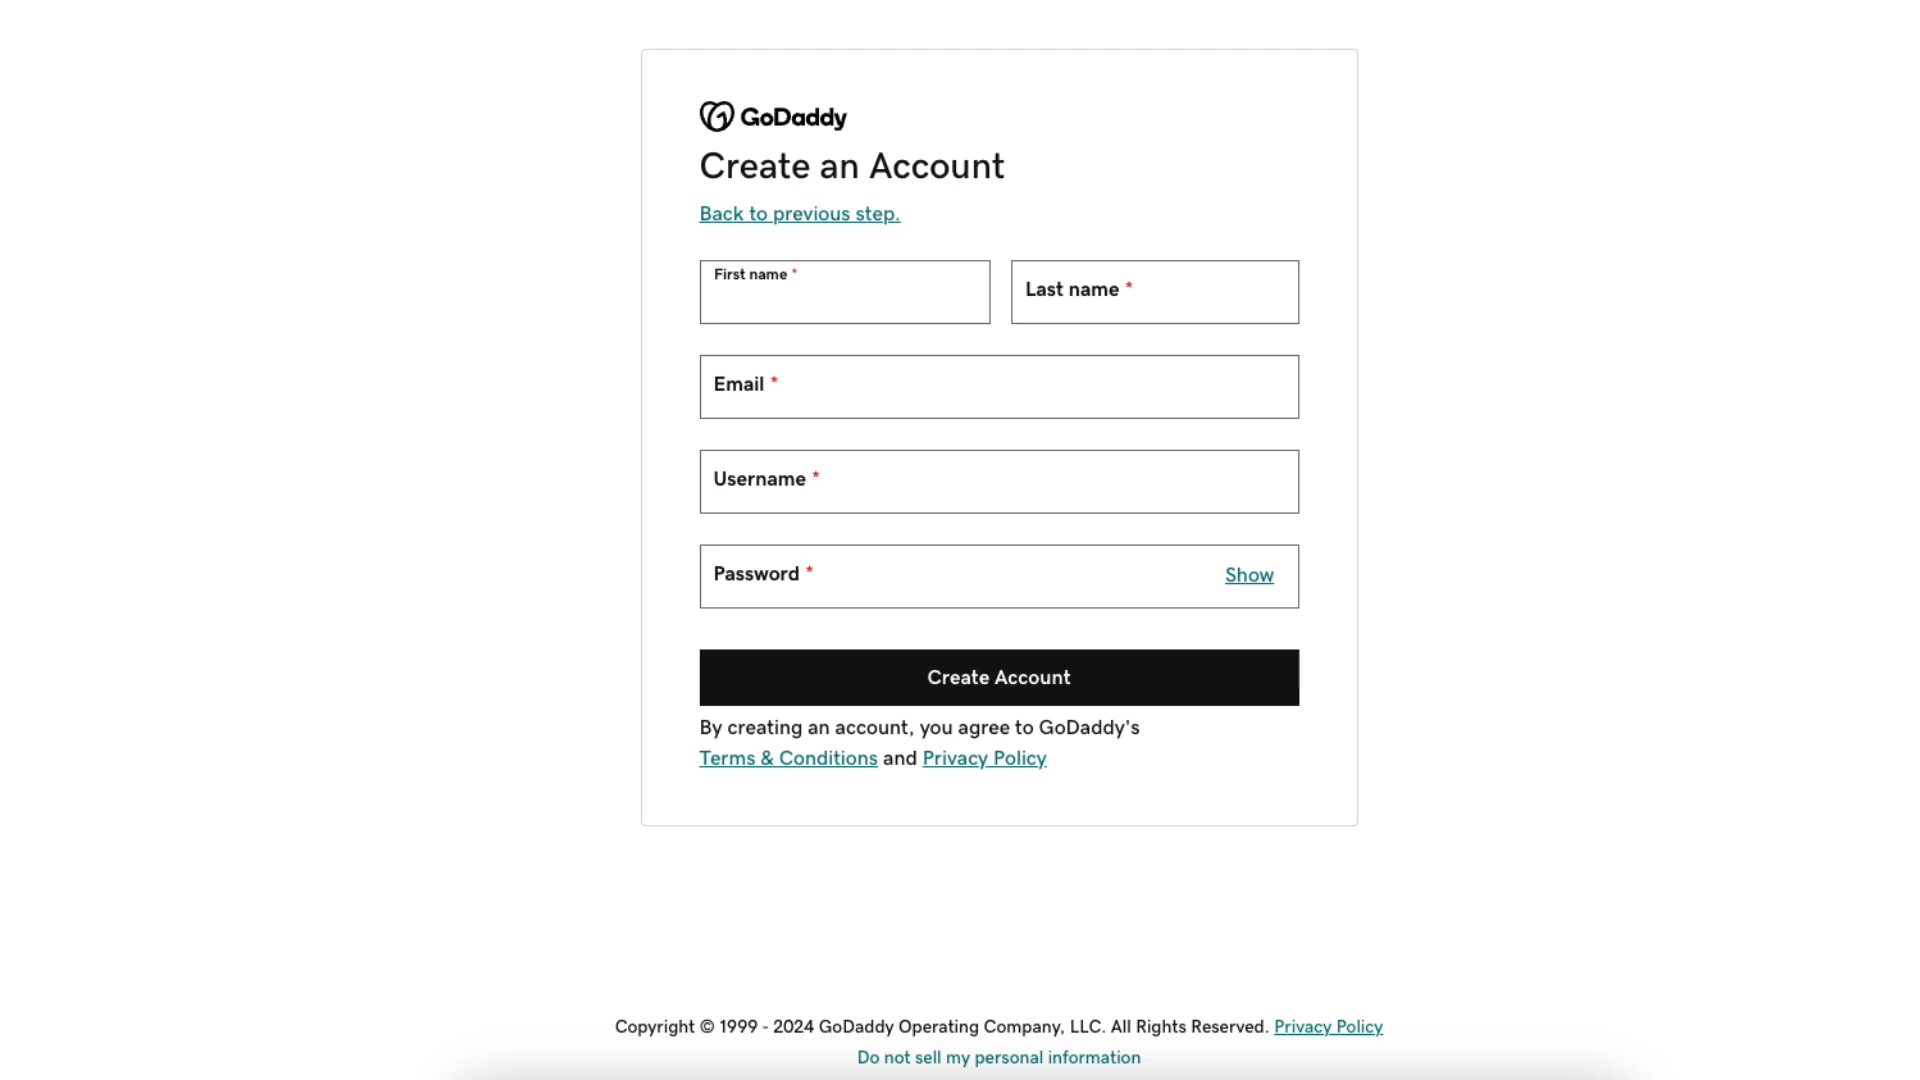 GoDaddy
Create an Account
Back to previous step.
First name *
Last name *
Email *
Username *
Password *
Show
Create Account
By creating an account, you agree to GoDaddy's
Terms & Conditions and Privacy Policy
Copyright © 1999 - 2024 GoDaddy Operating Company, LLC. All Rights Reserved. Privacy Policy
Do not sell my personal information